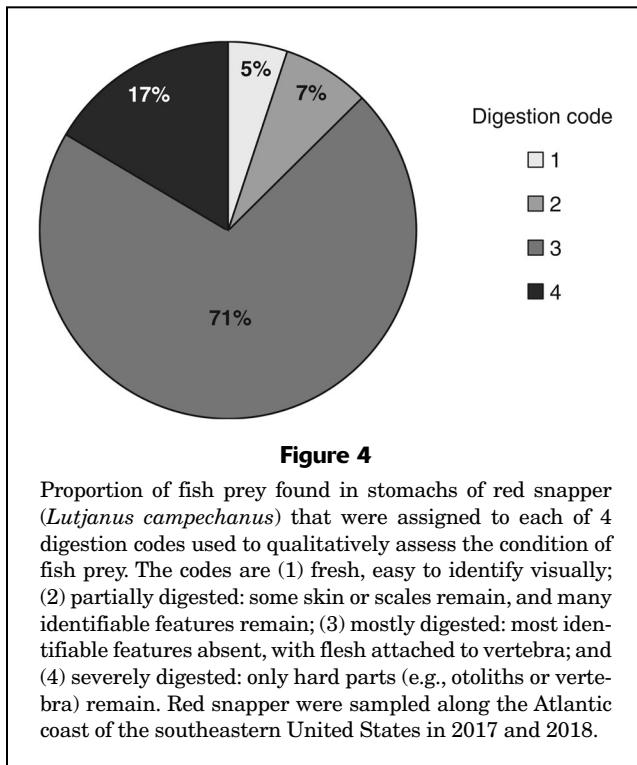 5%
7%
17%
71%
Digestion code
1
2
3
4
Figure 4
Proportion of fish prey found in stomachs of red snapper
(Lutjanus campechanus) that were assigned to each of 4
digestion codes used to qualitatively assess the condition of
fish prey. The codes are (1) fresh, easy to identify visually;
(2) partially digested: some skin or scales remain, and many
identifiable features remain; (3) mostly digested: most iden-
tifiable features absent, with flesh attached to vertebra; and
(4) severely digested: only hard parts (e.g., otoliths or verte-
bra) remain. Red snapper were sampled along the Atlantic
coast of the southeastern United States in 2017 and 2018.